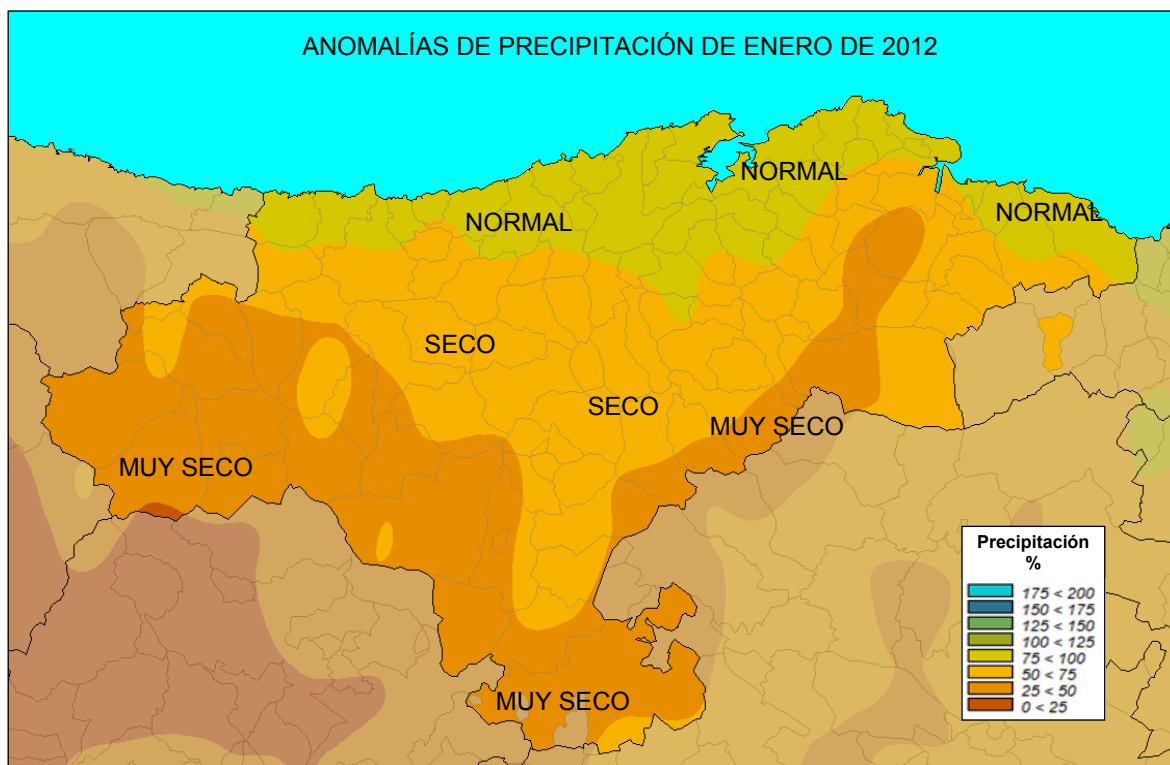 ANOMALÍAS DE PRECIPITACIÓN DE ENERO DE 2012
NORMAL
NORMAL
NORMAL
SECO
SECO
MUY SECO
MUY SECO
MUY SECO
Precipitación
%
175 < 200
150 < 175
125 < 150
100 < 125
75 < 100
50 < 75
25 < 50
0 < 25